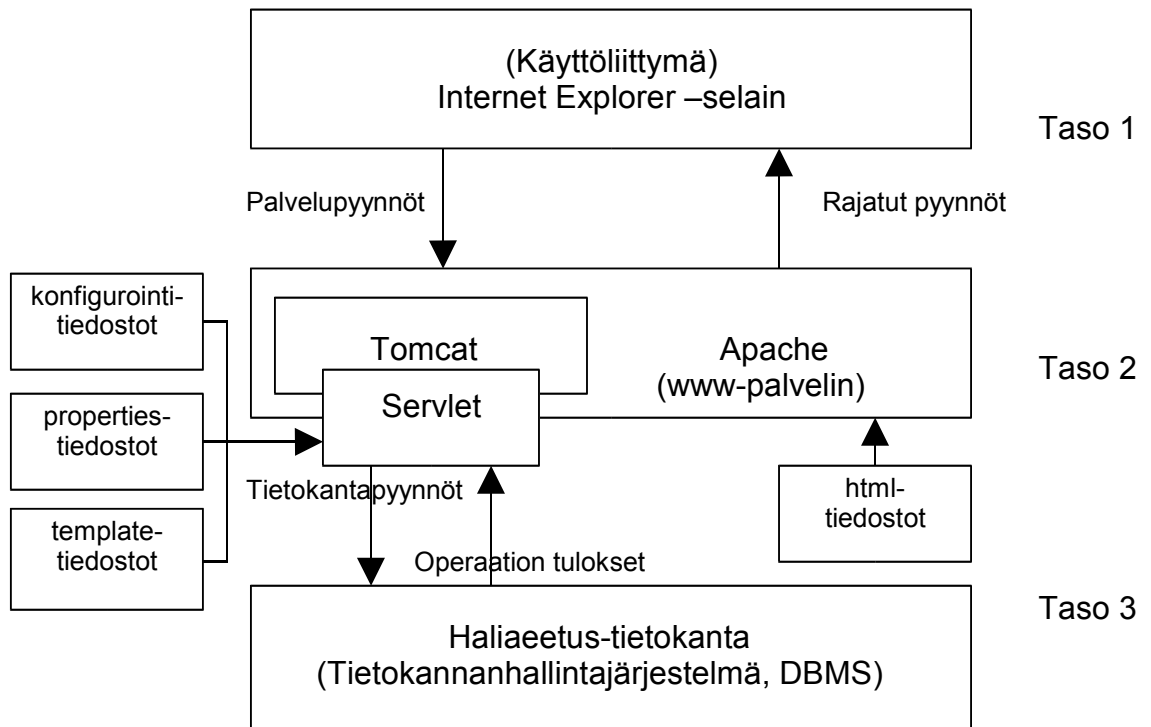 (Käyttöliittymä)
Internet Explorer –selain
Taso 1
Palvelupyynnöt
Rajatut pyynnöt
konfigurointi-
tiedostot
Tomcat
Apache
(www-palvelin)
Taso 2
Servlet
properties-
tiedostot
Tietokantapyynnöt
html-
tiedostot
template-
tiedostot
Operaation tulokset
Taso 3
Haliaeetus-tietokanta
(Tietokannanhallintajärjestelmä, DBMS)